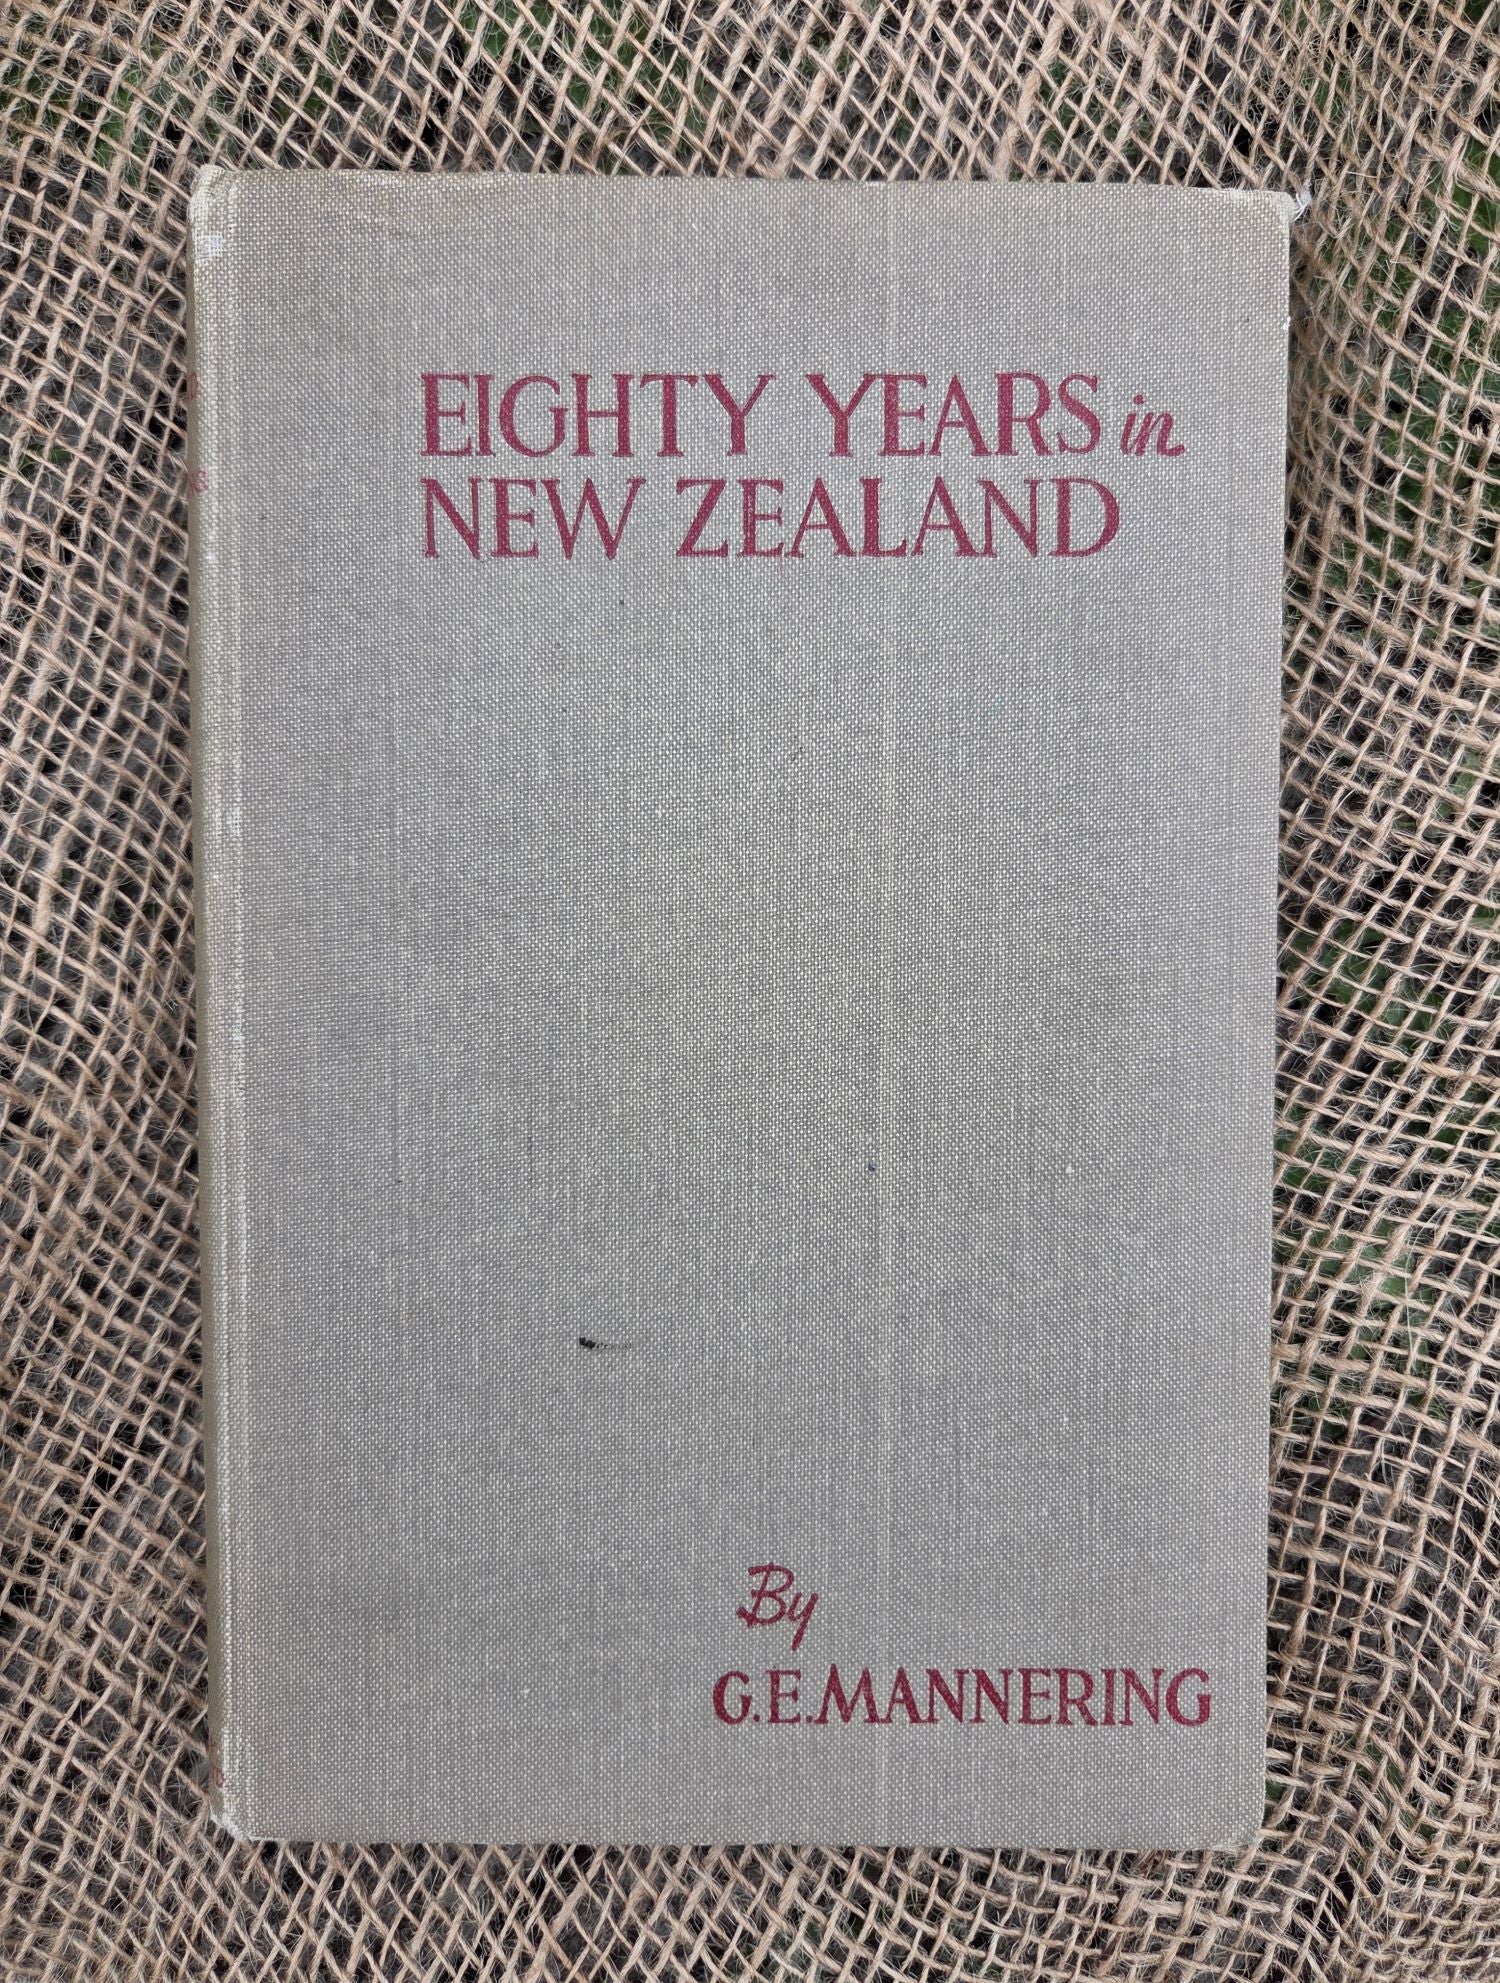 EIGHTY YEARS in
NEW ZEALAND
By
G.E.MANNERING